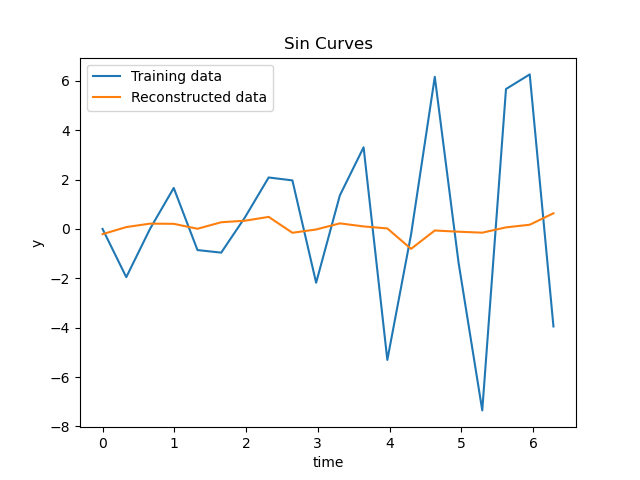 Sin Curves
Training data
Reconstructed data
y
6
4
2
0
−2
−4
−6
−8
0 1 2 3 4 5 6
time